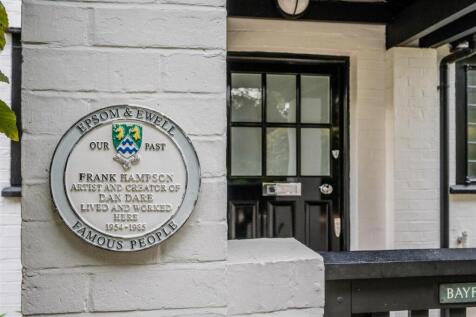 EPSOM & EWELL
OUR PAST
FRANK HAMPSON
ARTIST AND CREATOR OF
DAN DARE
LIVED AND WORKED
HERE
1954-1985
FAMOUS PEOPLE